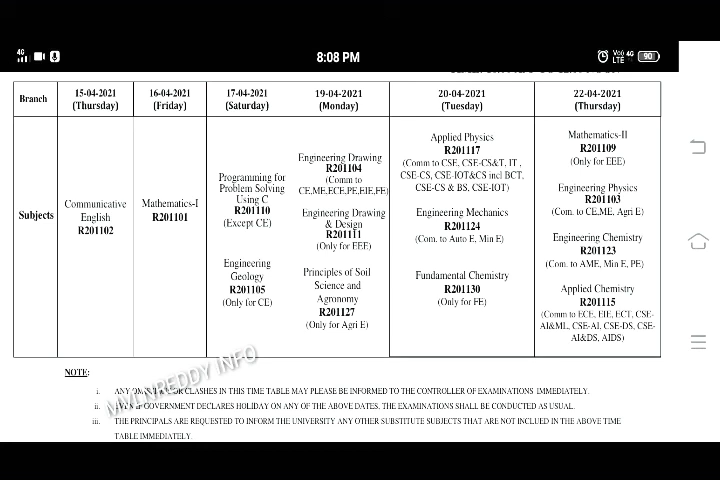 4G
8:08 PM
Vo) 4G
LTE
90
Branch
15-04-2021
(Thursday)
16-04-2021
(Friday)
17-04-2021
(Saturday)
19-04-2021
(Monday)
20-04-2021
(Tuesday)
22-04-2021
(Thursday)
Subjects
Communicative
English
R201102
Mathematics-I
R201101
Programming for
Problem Solving
Using C
R201110
(Except CE)
Engineering
Geology
R201105
(Only for CE)
Engineering Drawing
R201104
(Comm to
CE,ME,ECE,PE,EIE,FE)
Engineering Drawing
& Design
R201111
(Only for EEE)
Principles of Soil
Science and
Agronomy
R201127
(Only for Agri E)
Applied Physics
R201117
(Comm to CSE, CSE-CS&T, IT ,
CSE-CS, CSE-IOT&CS incl BCT,
CSE-CS & BS, CSE-IOT)
Engineering Mechanics
R201124
(Com. to Auto E, Min E)
Fundamental Chemistry
R201130
(Only for FE)
Mathematics-II
R201109
(Only for EEE)
Engineering Physics
R201103
(Com. to CE,ME, Agri E)
Engineering Chemistry
R201123
(Com. to AME, Min E, PE)
Applied Chemistry
R201115
(Comm to ECE, EIE, ECT, CSE-
AI&ML, CSE-AI, CSE-DS, CSE-
AI&DS, AIDS)
NOTE:
i. ANY OR CLASHES IN THIS TIME TABLE MAY PLEASE BE INFORMED TO THE CONTROLLER OF EXAMINATIONS IMMEDIATELY.
ii. GOVERNMENT DECLARES HOLIDAY ON ANY OF THE ABOVE DATES, THE EXAMINATIONS SHALL BE CONDUCTED AS USUAL.
iii. THE PRINCIPALS ARE REQUESTED TO INFORM THE UNIVERSITY ANY OTHER SUBSTITUTE SUBJECTS THAT ARE NOT INCLUED IN THE ABOVE TIME
TABLE IMMEDIATELY.
INFO